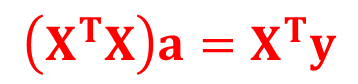 (XᵀX)a = Xᵀy